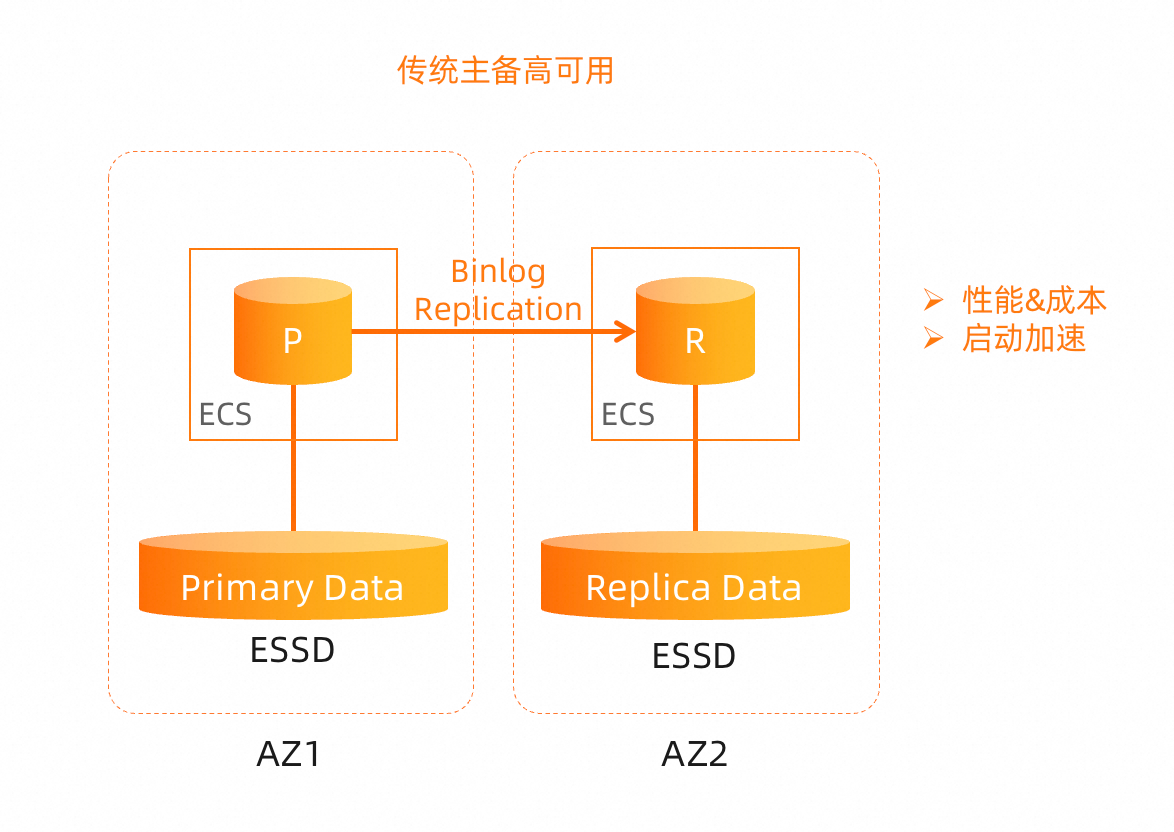 传统主备高可用
Binlog
Replication
P
R
ECS
ECS
性能&成本
启动加速
Primary Data
Replica Data
ESSD
ESSD
AZ1
AZ2